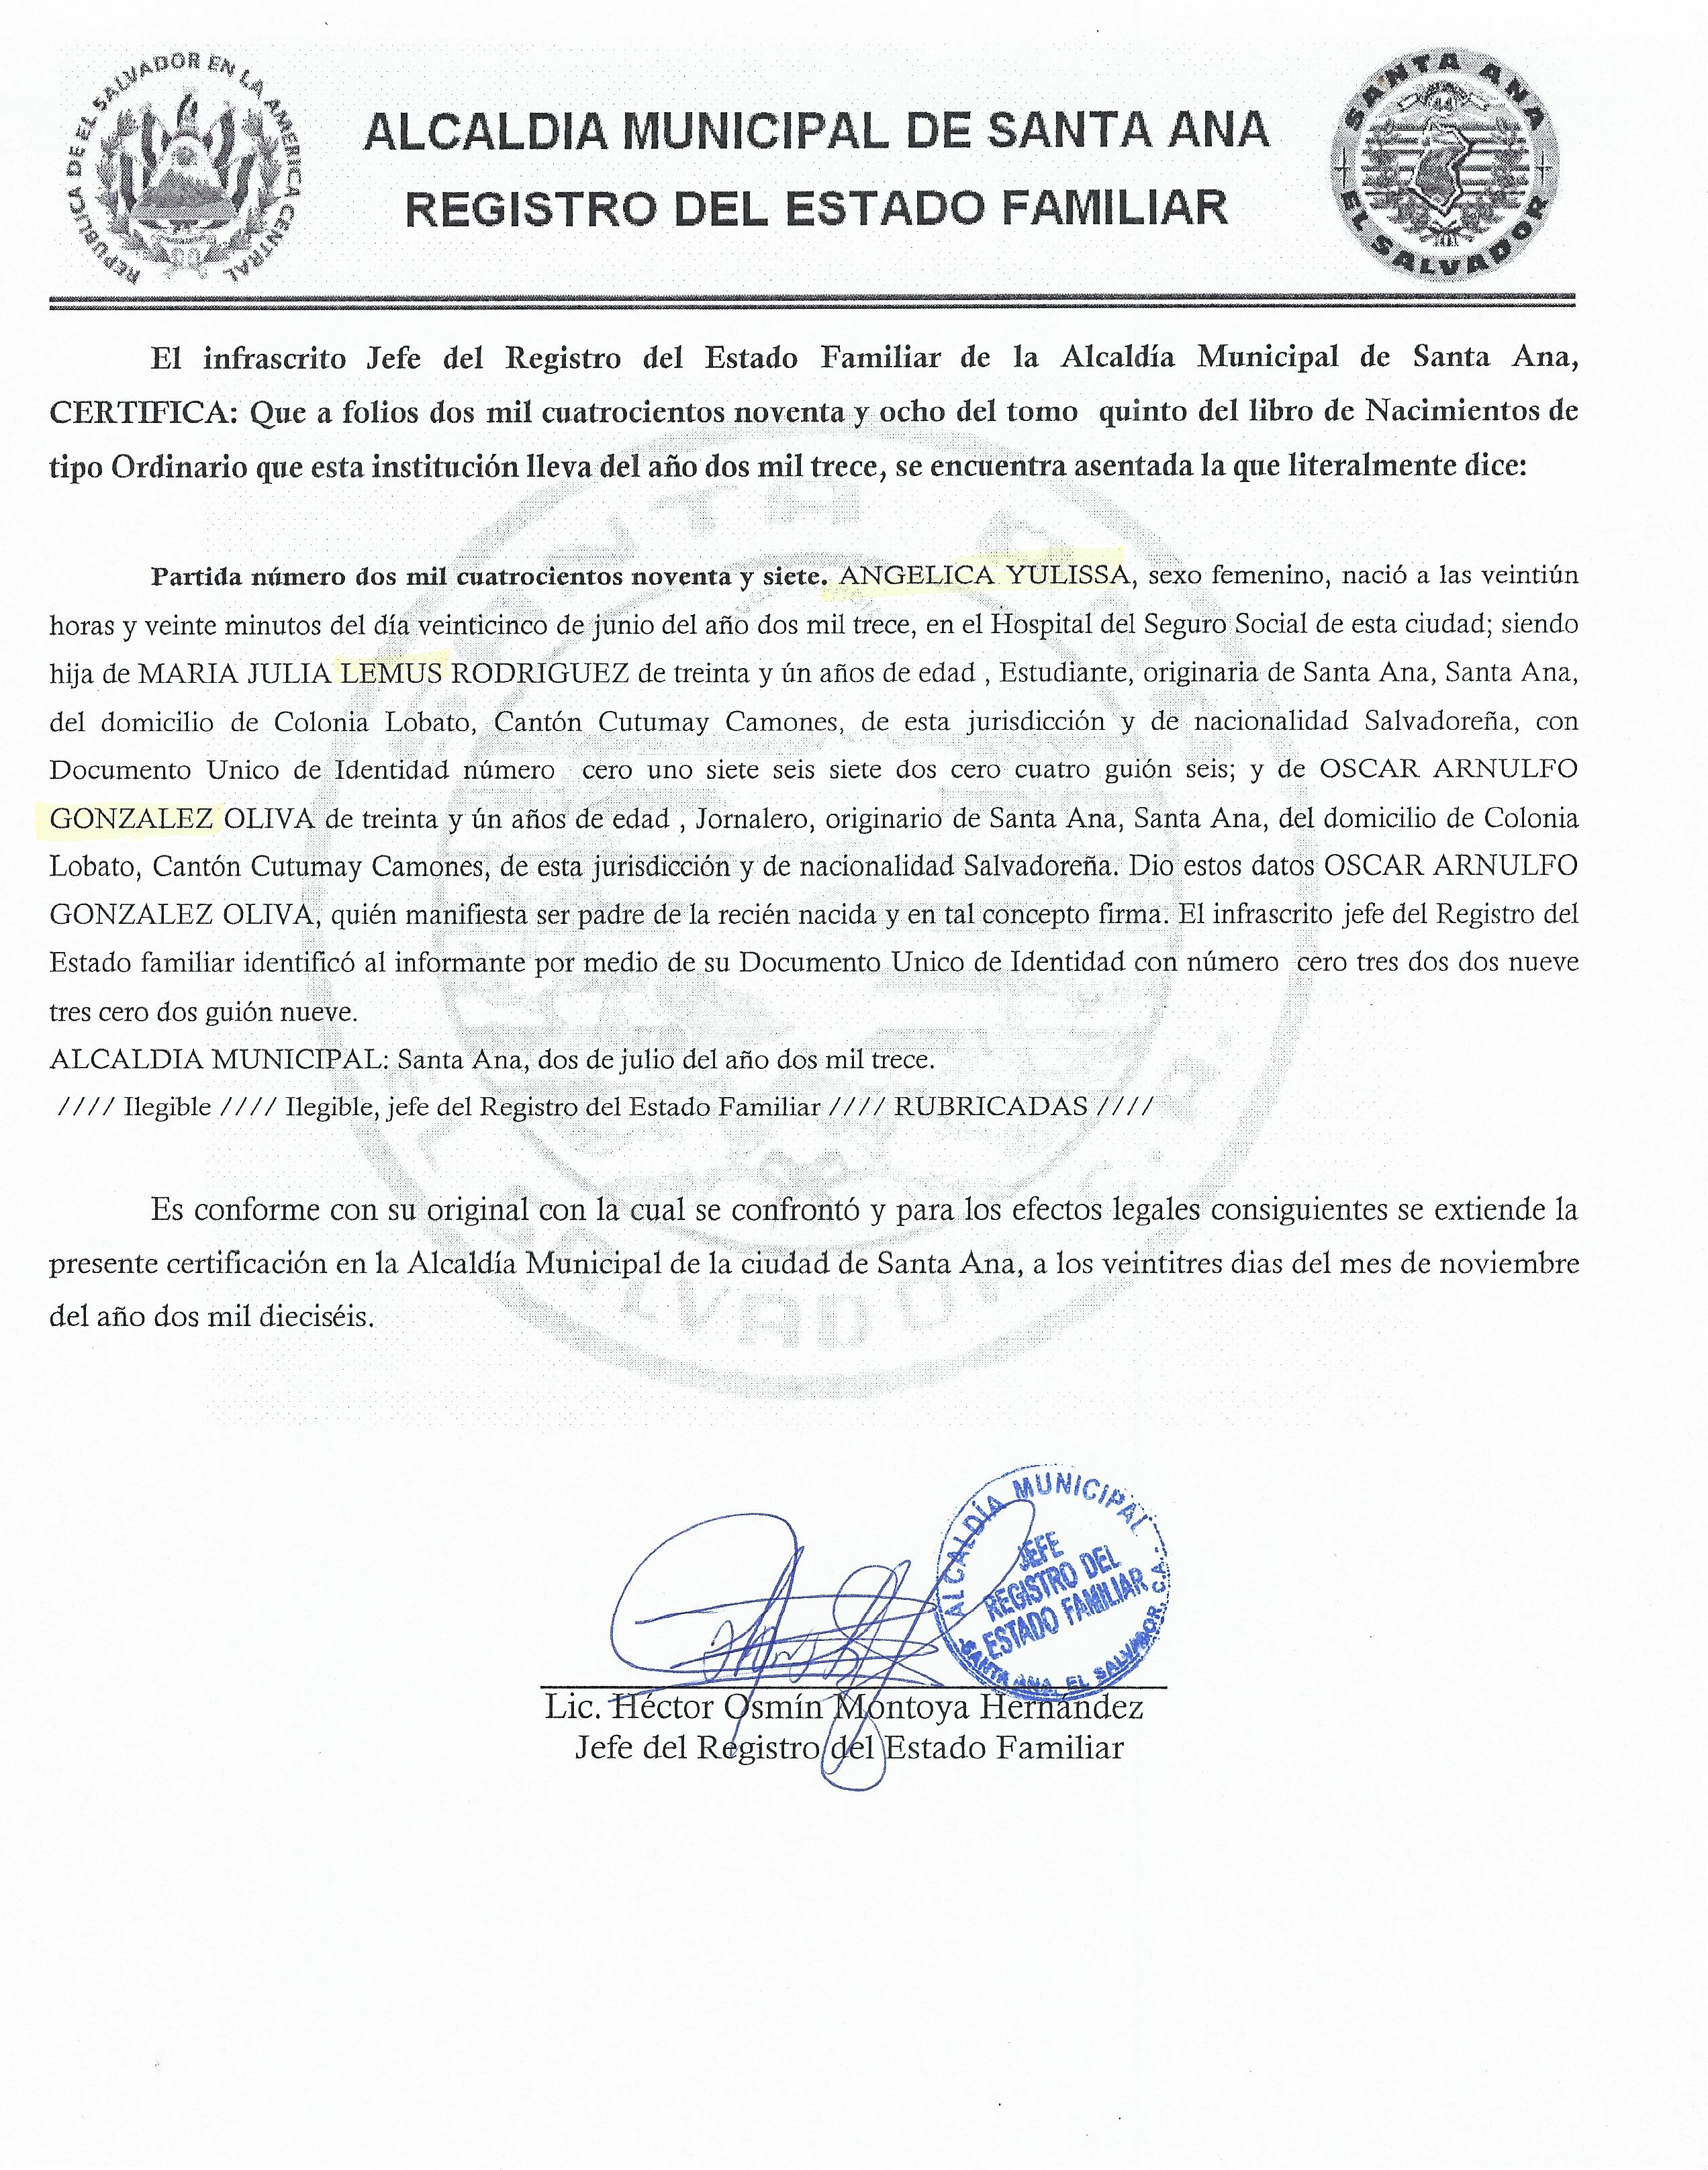 REPUBLICA DE EL SALVADOR EN LA AMERICA CENTRAL
ALCALDIA MUNICIPAL DE SANTA ANA
REGISTRO DEL ESTADO FAMILIAR
SANTA ANA
EL SALVADOR
El infrascrito Jefe del Registro del Estado Familiar de la Alcaldía Municipal de Santa Ana,
CERTIFICA: Que a folios dos mil cuatrocientos noventa y ocho del tomo quinto del libro de Nacimientos de
tipo Ordinario que esta institución lleva del año dos mil trece, se encuentra asentada la que literalmente dice:
Partida número dos mil cuatrocientos noventa y siete. ANGELICA YULISSA, sexo femenino, nació a las veintiún
horas y veinte minutos del día veinticinco de junio del año dos mil trece, en el Hospital del Seguro Social de esta ciudad; siendo
hija de MARIA JULIA LEMUS RODRIGUEZ de treinta y ún años de edad , Estudiante, originaria de Santa Ana, Santa Ana,
del domicilio de Colonia Lobato, Cantón Cutumay Camones, de esta jurisdicción y de nacionalidad Salvadoreña, con
Documento Unico de Identidad número cero uno siete seis siete dos cero cuatro guión seis; y de OSCAR ARNULFO
GONZALEZ OLIVA de treinta y ún años de edad , Jornalero, originario de Santa Ana, Santa Ana, del domicilio de Colonia
Lobato, Cantón Cutumay Camones, de esta jurisdicción y de nacionalidad Salvadoreña. Dio estos datos OSCAR ARNULFO
GONZALEZ OLIVA, quién manifiesta ser padre de la recién nacida y en tal concepto firma. El infrascrito jefe del Registro del
Estado familiar identificó al informante por medio de su Documento Unico de Identidad con número cero tres dos dos nueve
tres cero dos guión nueve.
ALCALDIA MUNICIPAL: Santa Ana, dos de julio del año dos mil trece.
//// Ilegible //// Ilegible, jefe del Registro del Estado Familiar //// RUBRICADAS ////
Es conforme con su original con la cual se confrontó y para los efectos legales consiguientes se extiende la
presente certificación en la Alcaldía Municipal de la ciudad de Santa Ana, a los veintitres dias del mes de noviembre
del año dos mil dieciséis.
ALCALDÍA MUNICIPAL
JEFE
REGISTRO DEL
ESTADO FAMILIAR
SANTA ANA, EL SALVADOR, C.A.
Lic. Héctor Osmín Montoya Hernández
Jefe del Registro del Estado Familiar